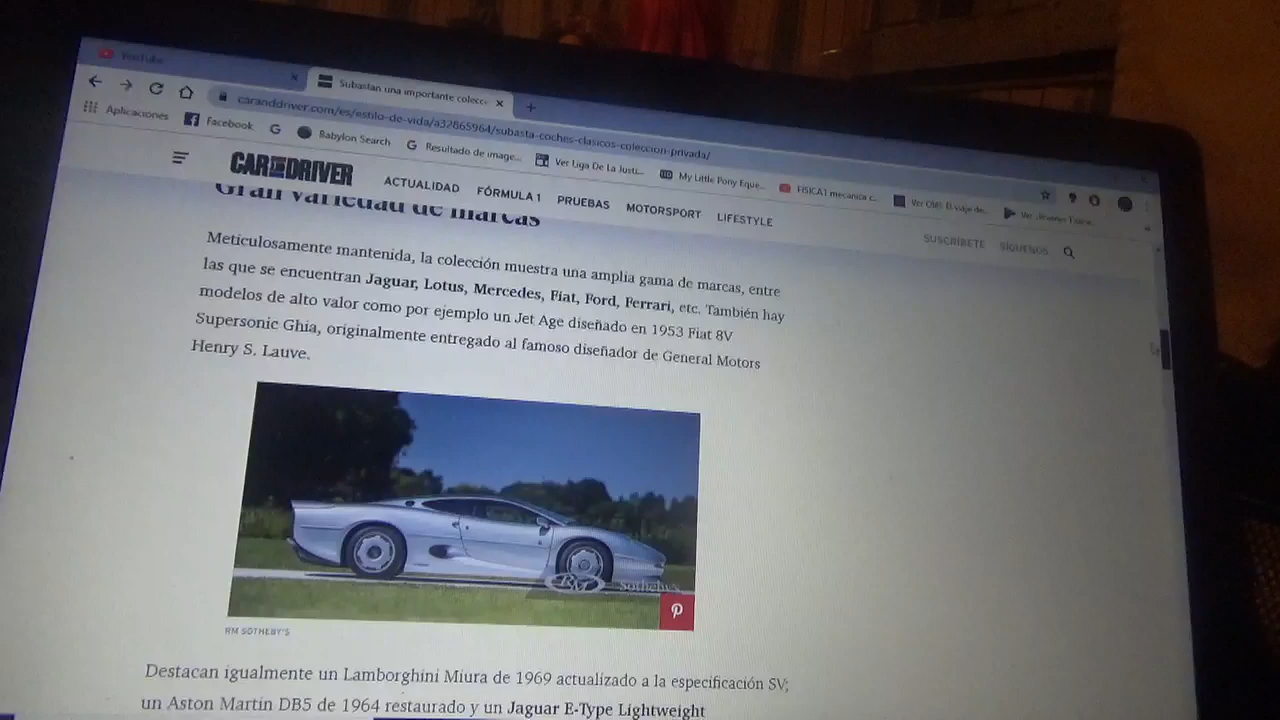 YouTube
Subastan una importante colecc
caranddriver.com/es/estilo-de-vida/a32865964/subasta-coches-clasicos-coleccion-privada/
Aplicaciones Facebook Babylon Search Resultado de image... Ver Liga De La Justi... My Little Pony Eque... FISICA1 mecanica c...
CAR AND DRIVER
ACTUALIDAD FÓRMULA 1 PRUEBAS MOTORSPORT LIFESTYLE
SUSCRÍBETE SÍGUENOS
Gran variedad de marcas
Meticulosamente mantenida, la colección muestra una amplia gama de marcas, entre
las que se encuentran Jaguar, Lotus, Mercedes, Fiat, Ford, Ferrari, etc. También hay
modelos de alto valor como por ejemplo un Jet Age diseñado en 1953 Fiat 8V
Supersonic Ghia, originalmente entregado al famoso diseñador de General Motors
Henry S. Lauve.
RM Sotheby's
RM SOTHEBY'S
Destacan igualmente un Lamborghini Miura de 1969 actualizado a la especificación SV;
un Aston Martin DB5 de 1964 restaurado y un Jaguar E-Type Lightweight